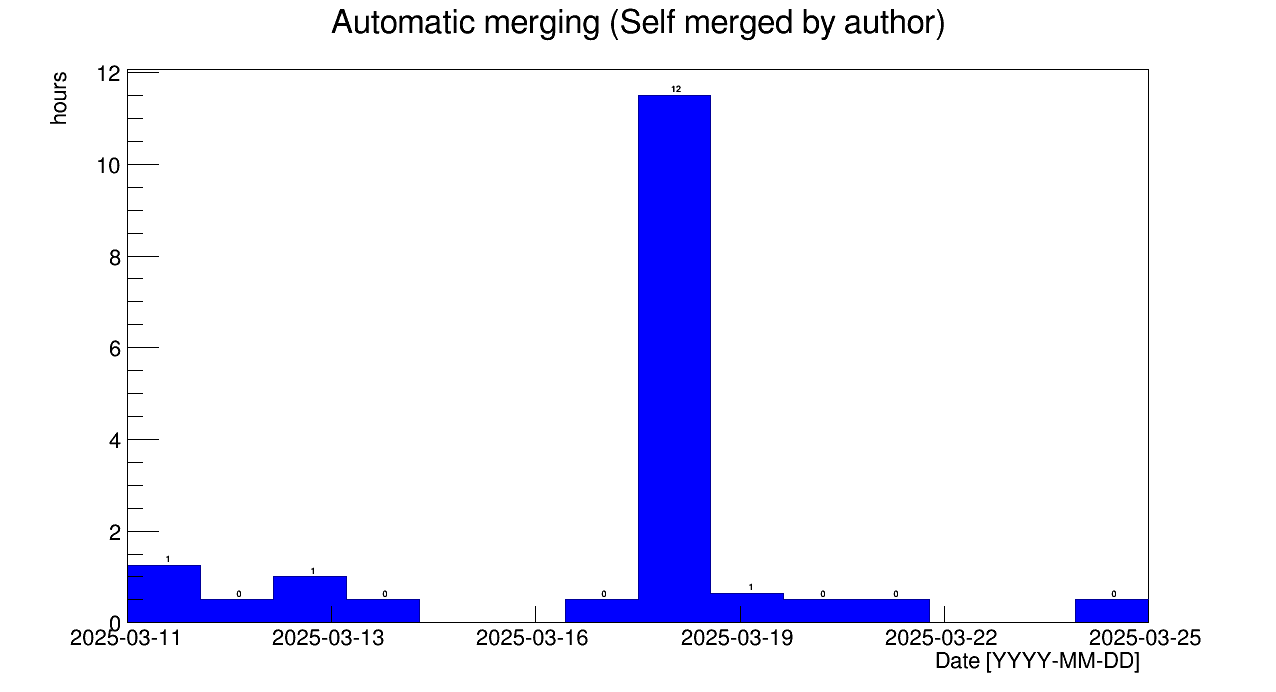 Automatic merging (Self merged by author)
hours
12
10
8
6
4
2
0
1 0 1 0 0 12 1 0 0 0
2025-03-11 2025-03-13 2025-03-16 2025-03-19 2025-03-22 2025-03-25
Date [YYYY-MM-DD]